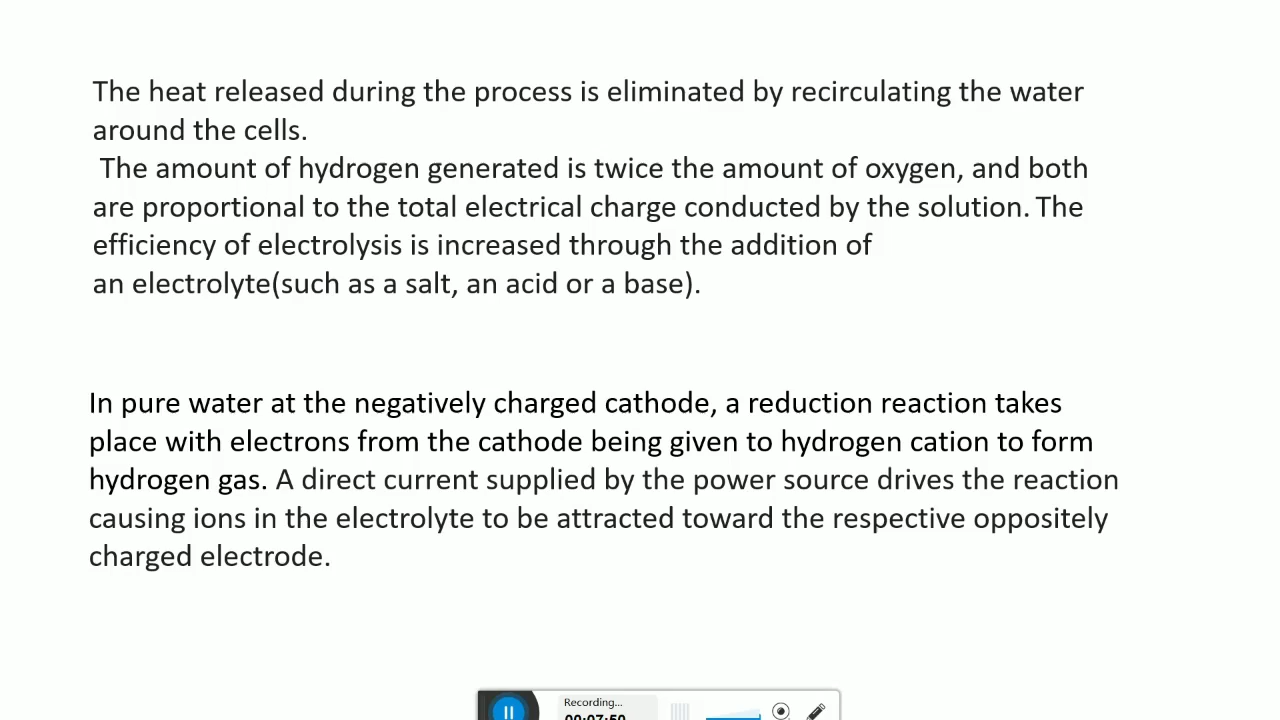 The heat released during the process is eliminated by recirculating the water
around the cells.
The amount of hydrogen generated is twice the amount of oxygen, and both
are proportional to the total electrical charge conducted by the solution. The
efficiency of electrolysis is increased through the addition of
an electrolyte(such as a salt, an acid or a base).
In pure water at the negatively charged cathode, a reduction reaction takes
place with electrons from the cathode being given to hydrogen cation to form
hydrogen gas. A direct current supplied by the power source drives the reaction
causing ions in the electrolyte to be attracted toward the respective oppositely
charged electrode.
Recording...
00:07:50